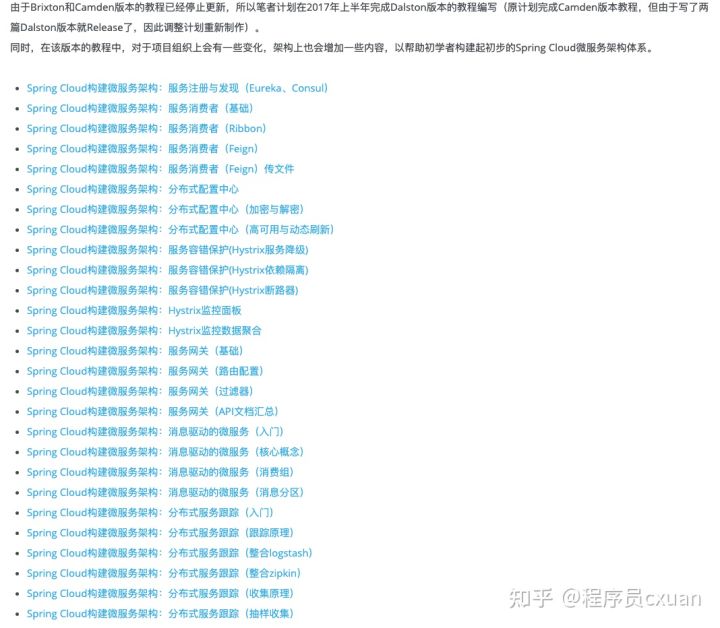 由于Brixton和Camden版本的教程已经停止更新，所以笔者计划在2017年上半年完成Dalston版本的教程编写（原计划完成Camden版本教程，但由于写了两
篇Dalston版本就Release了，因此调整计划重新制作）。
同时，在该版本的教程中，对于项目组织上会有一些变化，架构上也会增加一些内容，以帮助初学者构建起初步的Spring Cloud微服务架构体系。
• Spring Cloud构建微服务架构：服务注册与发现（Eureka、Consul）
• Spring Cloud构建微服务架构：服务消费者（基础）
• Spring Cloud构建微服务架构：服务消费者（Ribbon）
• Spring Cloud构建微服务架构：服务消费者（Feign）
• Spring Cloud构建微服务架构：服务消费者（Feign）传文件
• Spring Cloud构建微服务架构：分布式配置中心
• Spring Cloud构建微服务架构：分布式配置中心（加密与解密）
• Spring Cloud构建微服务架构：分布式配置中心（高可用与动态刷新）
• Spring Cloud构建微服务架构：服务容错保护(Hystrix服务降级)
• Spring Cloud构建微服务架构：服务容错保护(Hystrix依赖隔离)
• Spring Cloud构建微服务架构：服务容错保护(Hystrix断路器)
• Spring Cloud构建微服务架构：Hystrix监控面板
• Spring Cloud构建微服务架构：Hystrix监控数据聚合
• Spring Cloud构建微服务架构：服务网关（基础）
• Spring Cloud构建微服务架构：服务网关（路由配置）
• Spring Cloud构建微服务架构：服务网关（过滤器）
• Spring Cloud构建微服务架构：服务网关（API文档汇总）
• Spring Cloud构建微服务架构：消息驱动的微服务（入门）
• Spring Cloud构建微服务架构：消息驱动的微服务（核心概念）
• Spring Cloud构建微服务架构：消息驱动的微服务（消费组）
• Spring Cloud构建微服务架构：消息驱动的微服务（消息分区）
• Spring Cloud构建微服务架构：分布式服务跟踪（入门）
• Spring Cloud构建微服务架构：分布式服务跟踪（跟踪原理）
• Spring Cloud构建微服务架构：分布式服务跟踪（整合logstash）
• Spring Cloud构建微服务架构：分布式服务跟踪（整合zipkin）
• Spring Cloud构建微服务架构：分布式服务跟踪（收集原理）
• Spring Cloud构建微服务架构：分布式服务跟踪（抽样收集）
知乎 @程序员cxuan